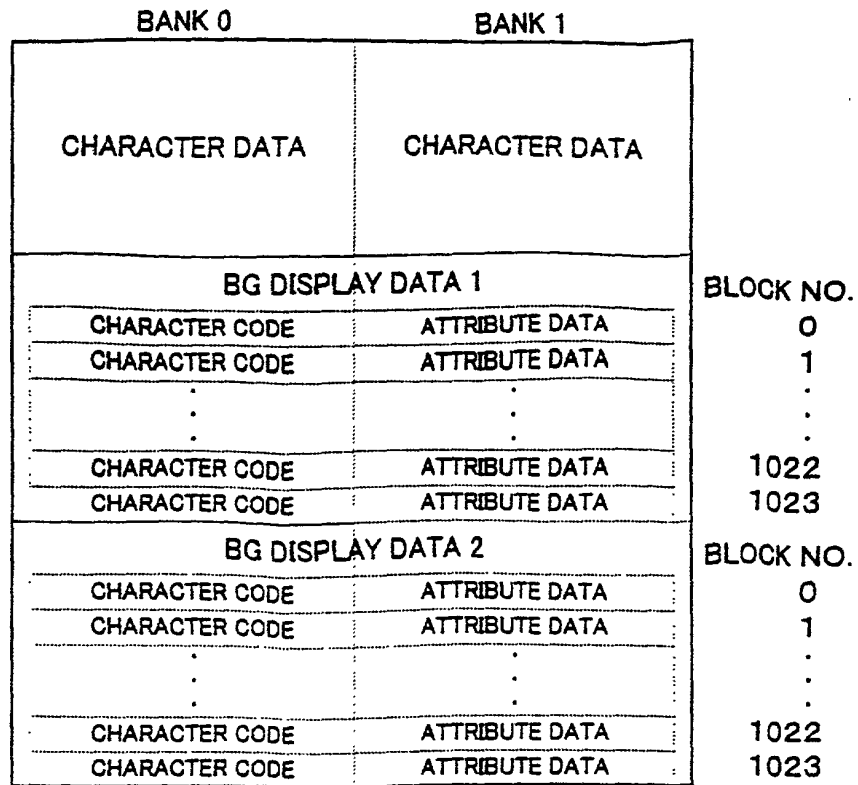 BANK 0 BANK 1
CHARACTER DATA CHARACTER DATA
BG DISPLAY DATA 1 BLOCK NO.
CHARACTER CODE ATTRIBUTE DATA 0
CHARACTER CODE ATTRIBUTE DATA 1
CHARACTER CODE ATTRIBUTE DATA 1022
CHARACTER CODE ATTRIBUTE DATA 1023
BG DISPLAY DATA 2 BLOCK NO.
CHARACTER CODE ATTRIBUTE DATA 0
CHARACTER CODE ATTRIBUTE DATA 1
CHARACTER CODE ATTRIBUTE DATA 1022
CHARACTER CODE ATTRIBUTE DATA 1023